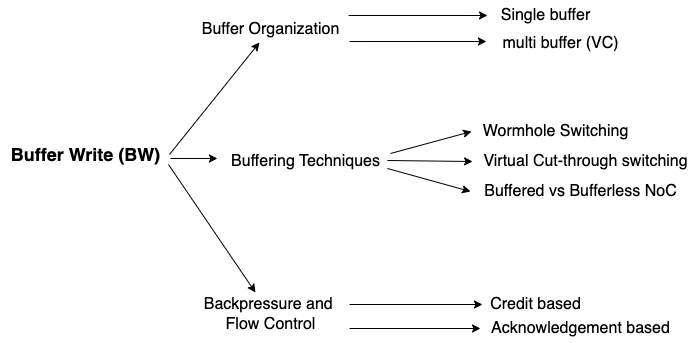 Buffer Write (BW)
Buffer Organization
Single buffer
multi buffer (VC)
Buffering Techniques
Wormhole Switching
Virtual Cut-through switching
Buffered vs Bufferless NoC
Backpressure and
Flow Control
Credit based
Acknowledgement based